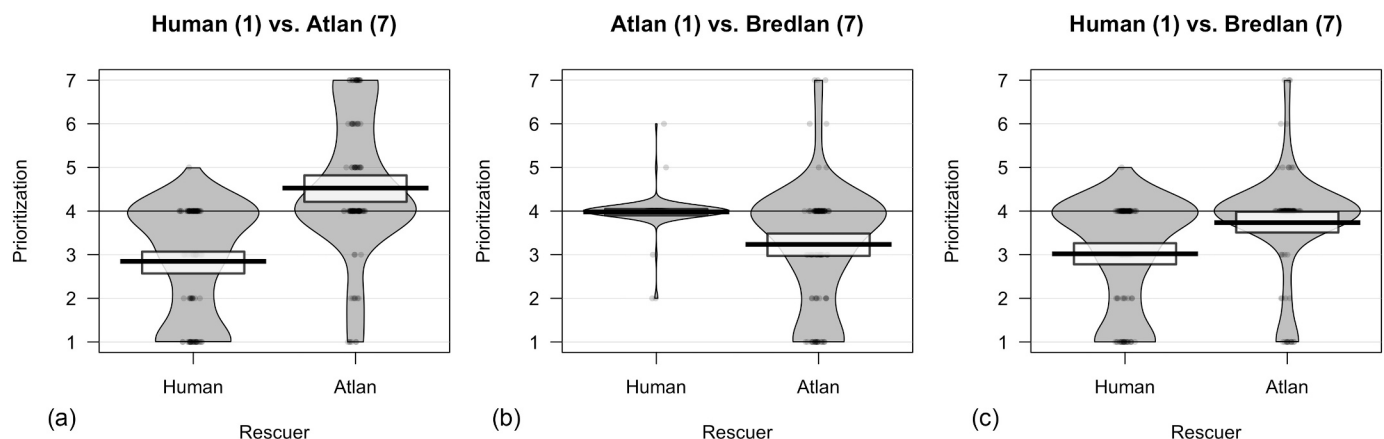 Human (1) vs. Atlan (7)
Prioritization
7
6
5
4
3
2
1
Human
Atlan
(a)
Rescuer
Atlan (1) vs. Bredlan (7)
Prioritization
7
6
5
4
3
2
1
Human
Atlan
(b)
Rescuer
Human (1) vs. Bredlan (7)
Prioritization
7
6
5
4
3
2
1
Human
Atlan
(c)
Rescuer